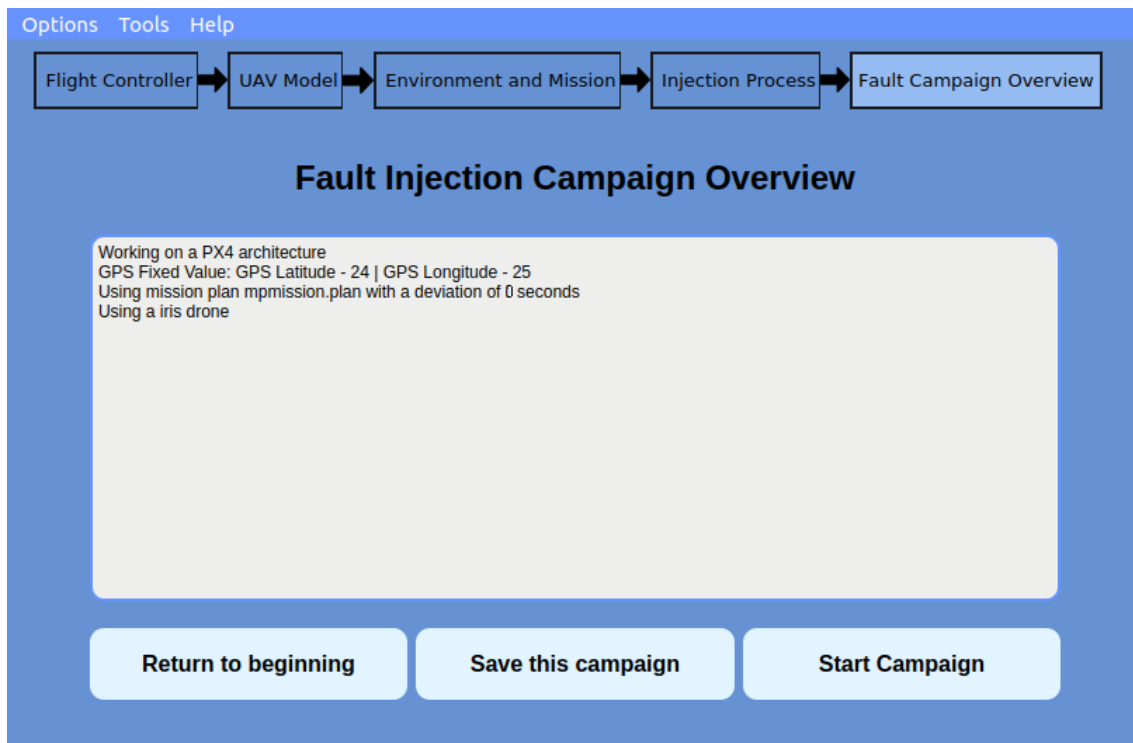 Options Tools Help
Flight Controller UAV Model Environment and Mission Injection Process Fault Campaign Overview
Fault Injection Campaign Overview
Working on a PX4 architecture
GPS Fixed Value: GPS Latitude - 24 | GPS Longitude - 25
Using mission plan mpmission.plan with a deviation of 0 seconds
Using a iris drone
Return to beginning Save this campaign Start Campaign